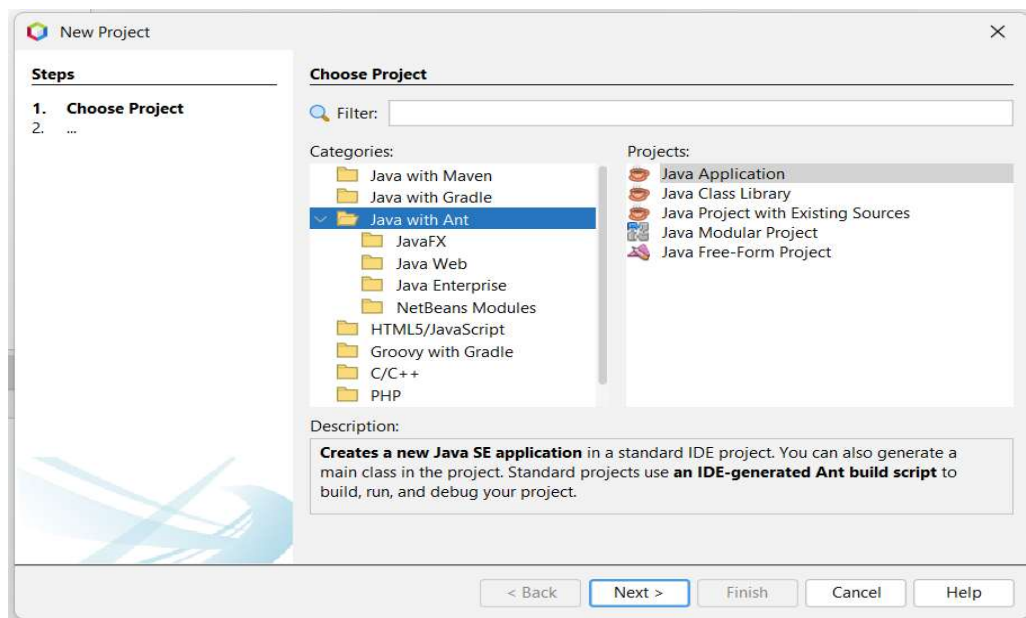 New Project
Steps
1. Choose Project
2. ...
Choose Project
Filter:
Categories:
Java with Maven
Java with Gradle
Java with Ant
JavaFX
Java Web
Java Enterprise
NetBeans Modules
HTML5/JavaScript
Groovy with Gradle
C/C++
PHP
Projects:
Java Application
Java Class Library
Java Project with Existing Sources
Java Modular Project
Java Free-Form Project
Description:
Creates a new Java SE application in a standard IDE project. You can also generate a
main class in the project. Standard projects use an IDE-generated Ant build script to
build, run, and debug your project.
< Back
Next >
Finish
Cancel
Help